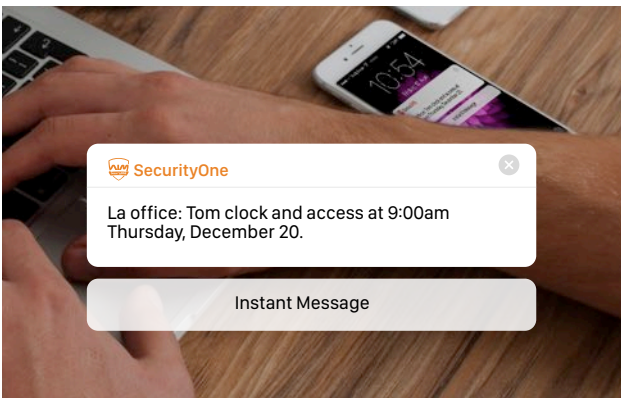 10:54
SecurityOne
La office: Tom clock and access at 9:00am
Thursday, December 20.
Instant Message